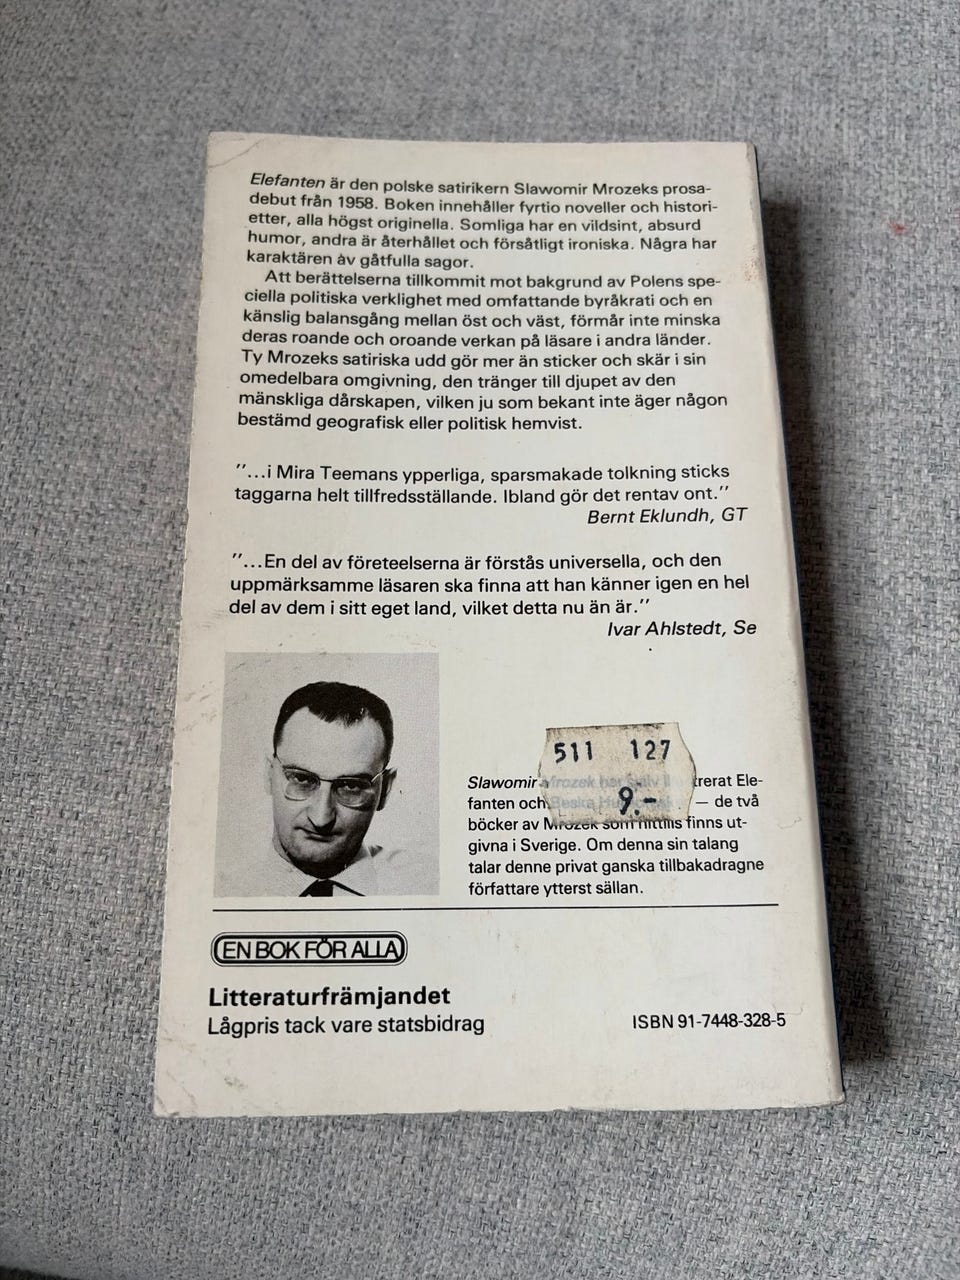 Elefanten är den polske satirikern Slawomir Mrozeks prosa-
debut från 1958. Boken innehåller fyrtio noveller och histori-
etter, alla högst originella. Somliga har en vildsint, absurd
humor, andra är återhållet och försåtligt ironiska. Några har
karaktären av gåtfulla sagor.
Att berättelserna tillkommit mot bakgrund av Polens spe-
ciella politiska verklighet med omfattande byråkrati och en
känslig balansgång mellan öst och väst, förmår inte minska
deras roande och oroande verkan på läsare i andra länder.
Ty Mrozeks satiriska udd gör mer än sticker och skär i sin
omedelbara omgivning, den tränger till djupet av den
mänskliga dårskapen, vilken ju som bekant inte äger någon
bestämd geografisk eller politisk hemvist.
"...i Mira Teemans ypperliga, sparsmakade tolkning sticks
taggarna helt tillfredsställande. Ibland gör det rentav ont."
Bernt Eklundh, GT
"...En del av företeelserna är förstås universella, och den
uppmärksamme läsaren ska finna att han känner igen en hel
del av dem i sitt eget land, vilket detta nu än är."
Ivar Ahlstedt, Se
511 127
9.-
Slawomir Mrozek har själv trerat Ele-
fanten och — de två
böcker av Mrozek som hittills finns ut-
givna i Sverige. Om denna sin talang
talar denne privat ganska tillbakadragne
författare ytterst sällan.
EN BOK FÖR ALLA
Litteraturfrämjandet
Lågpris tack vare statsbidrag
ISBN 91-7448-328-5